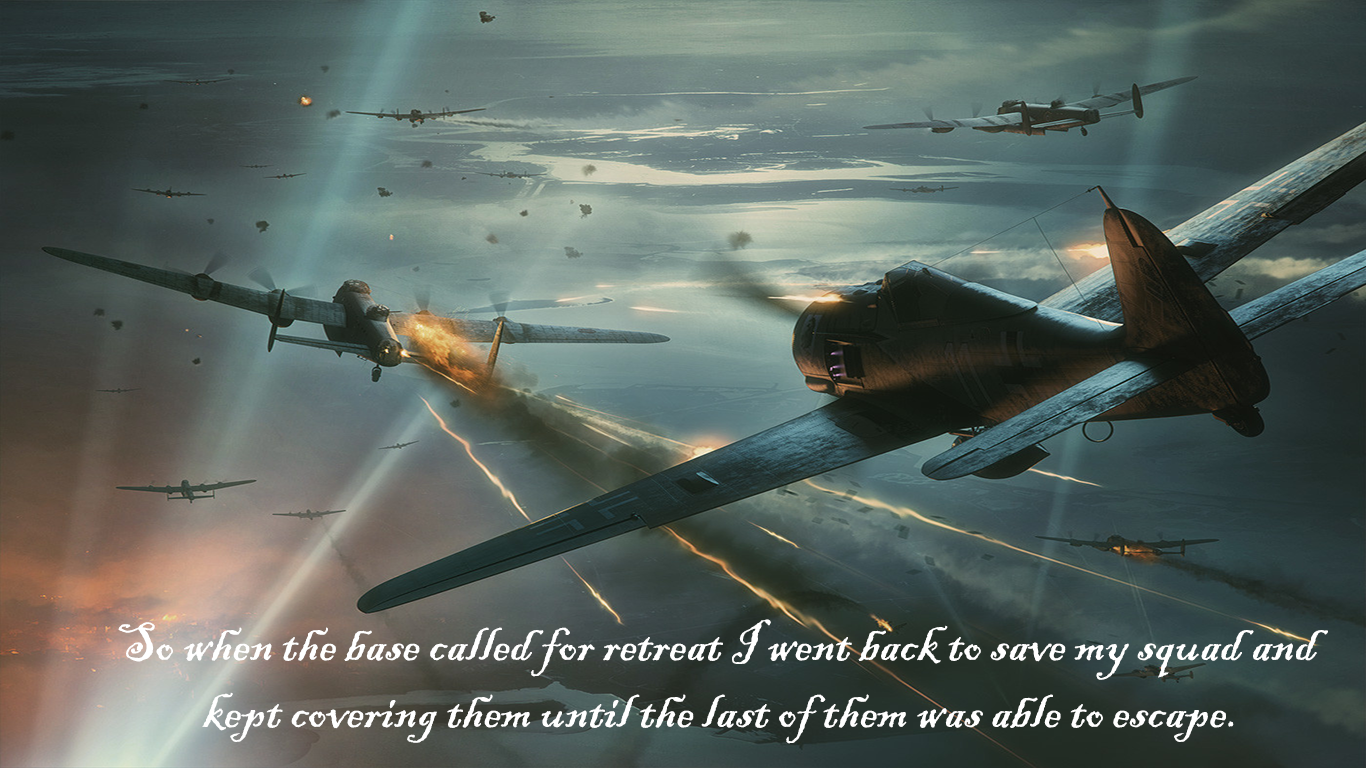 So when the base called for retreat I went back to save my squad and
kept covering them until the last of them was able to escape.